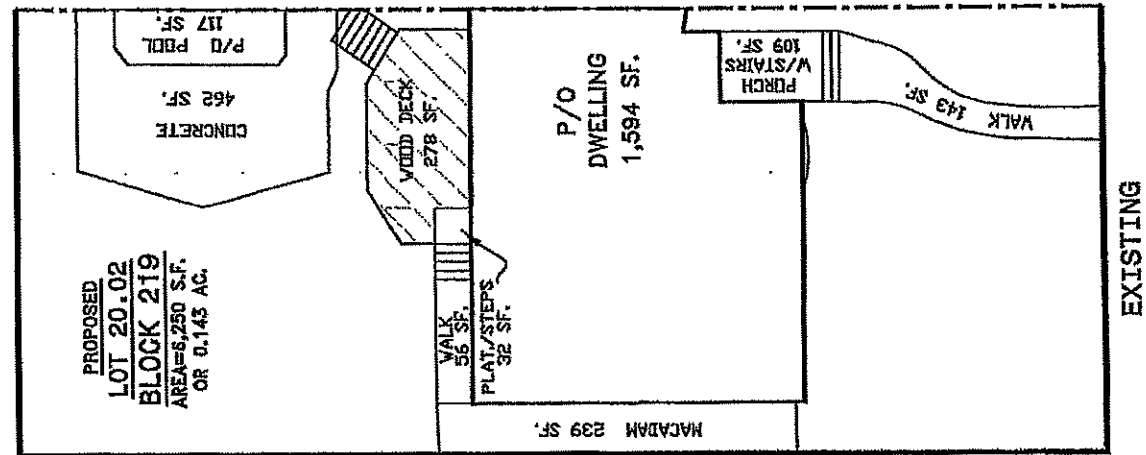 P/O POOL
117 SF.
CONCRETE
462 SF.
WOOD DECK
278 SF.
P/O
DWELLING
1,594 SF.
PORCH
W/STAIRS
109 SF.
WALK 143 SF.
PROPOSED
LOT 20.02
BLOCK 219
AREA=6,250 S.F.
OR 0.143 AC.
WALK
56 SF.
PLAT./STEPS
32 SF.
MACADAM 239 SF.
EXISTING